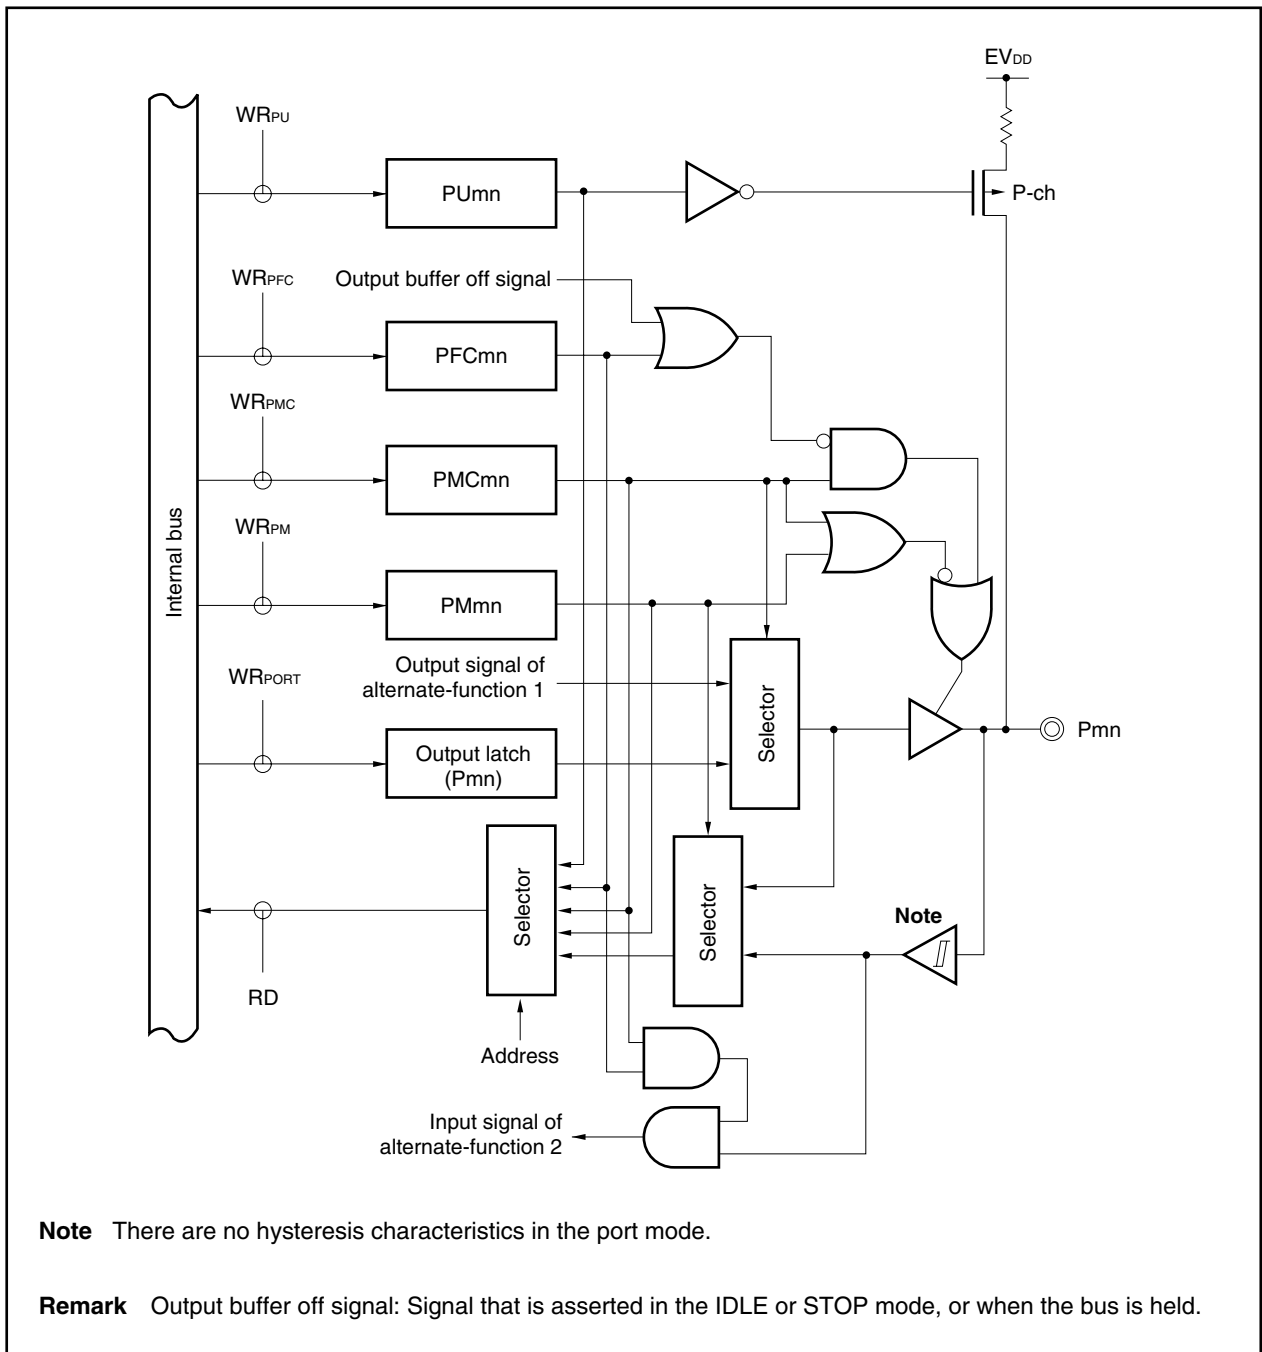 EVDD
WRPU
PUmn
P-ch
WRPFC
Output buffer off signal
PFCmn
WRPMC
PMCmn
WRPM
Internal bus
PMmn
Output signal of
alternate-function 1
WRPORT
Selector
Output latch
(Pmn)
Pmn
Selector
Selector
Note
RD
Address
Input signal of
alternate-function 2
Note There are no hysteresis characteristics in the port mode.
Remark Output buffer off signal: Signal that is asserted in the IDLE or STOP mode, or when the bus is held.